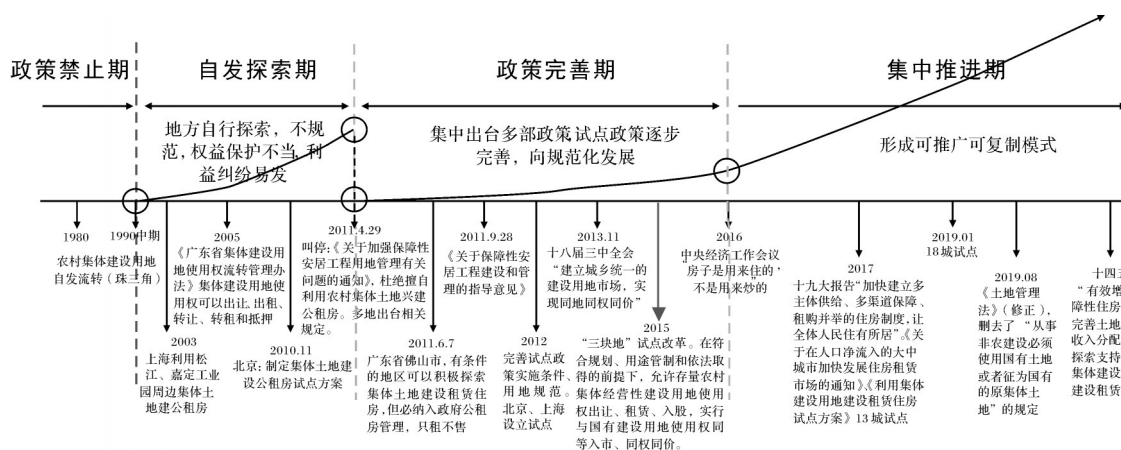 政策禁止期
自发探索期
政策完善期
集中推进期
地方自行探索，不规
范，权益保护不当，利
益纠纷易发
集中出台多部政策，试点政策逐步
完善，向规范化发展
形成可推广可复制模式
1980
1990中期
农村集体建设用地
自发流转（珠三角）
2003
上海利用松
江、嘉定工业
园周边集体土
地建公租房
2005
《广东省集体建设用
地使用权流转管理办
法》集体建设用地使
用权可以出让、出租、
转让、转租和抵押
2010.11
北京：制定集体土地建
设公租房试点方案
2011.4.29
叫停：《关于加强保障性
安居工程用地管理有关
问题的通知》，杜绝擅自
利用农村集体土地兴建
公租房。多地出台相关
规定。
2011.6.7
广东省佛山市，有条件
的地区可以积极探索
集体土地建设租赁住
房，但必纳入政府公租
房管理，只租不售
2011.9.28
《关于保障性安
居工程建设和管
理的指导意见》
2012
完善试点政
策实施条件、
用地规范。
北京、上海
设立试点
2013.11
十八届三中全会
“建立城乡统一的
建设用地市场，
实现同地同权同价”
2015
“三块地”试点改革。在符
合规划、用途管制和依法取
得的前提下，允许存量农村
集体经营性建设用地使用
权出让、租赁、入股，实行
与国有建设用地使用权同
等入市、同权同价。
2016
中央经济工作会议
房子是用来住的，
不是用来炒的
2017
十九大报告“加快建立多
主体供给、多渠道保障、
租购并举的住房制度，让
全体人民住有所居”。《关
于在人口净流入的大中
城市加快发展住房租赁
市场的通知》《利用集体
建设用地建设租赁住房
试点方案》13城试点
2019.01
18城试点
2019.08
《土地管理
法》（修正），
删去了“从事
非农建设必须
使用国有土地
或者征为国有
的原集体土
地”的规定
十四五
“有效增
障性住房
完善土地
收入分配
探索支持
集体建设
建设租赁